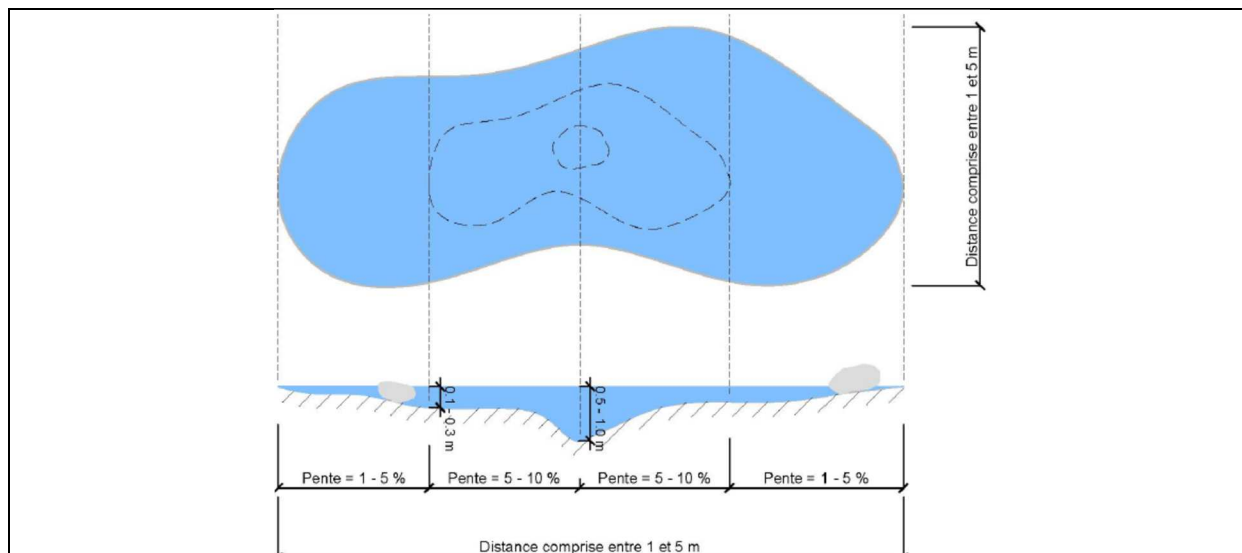 Distance comprise entre 1 et 5 m
0.1 - 0.3 m
0.5 - 1.0 m
Pente = 1 - 5 %
Pente = 5 - 10 %
Pente = 5 - 10 %
Pente = 1 - 5 %
Distance comprise entre 1 et 5 m